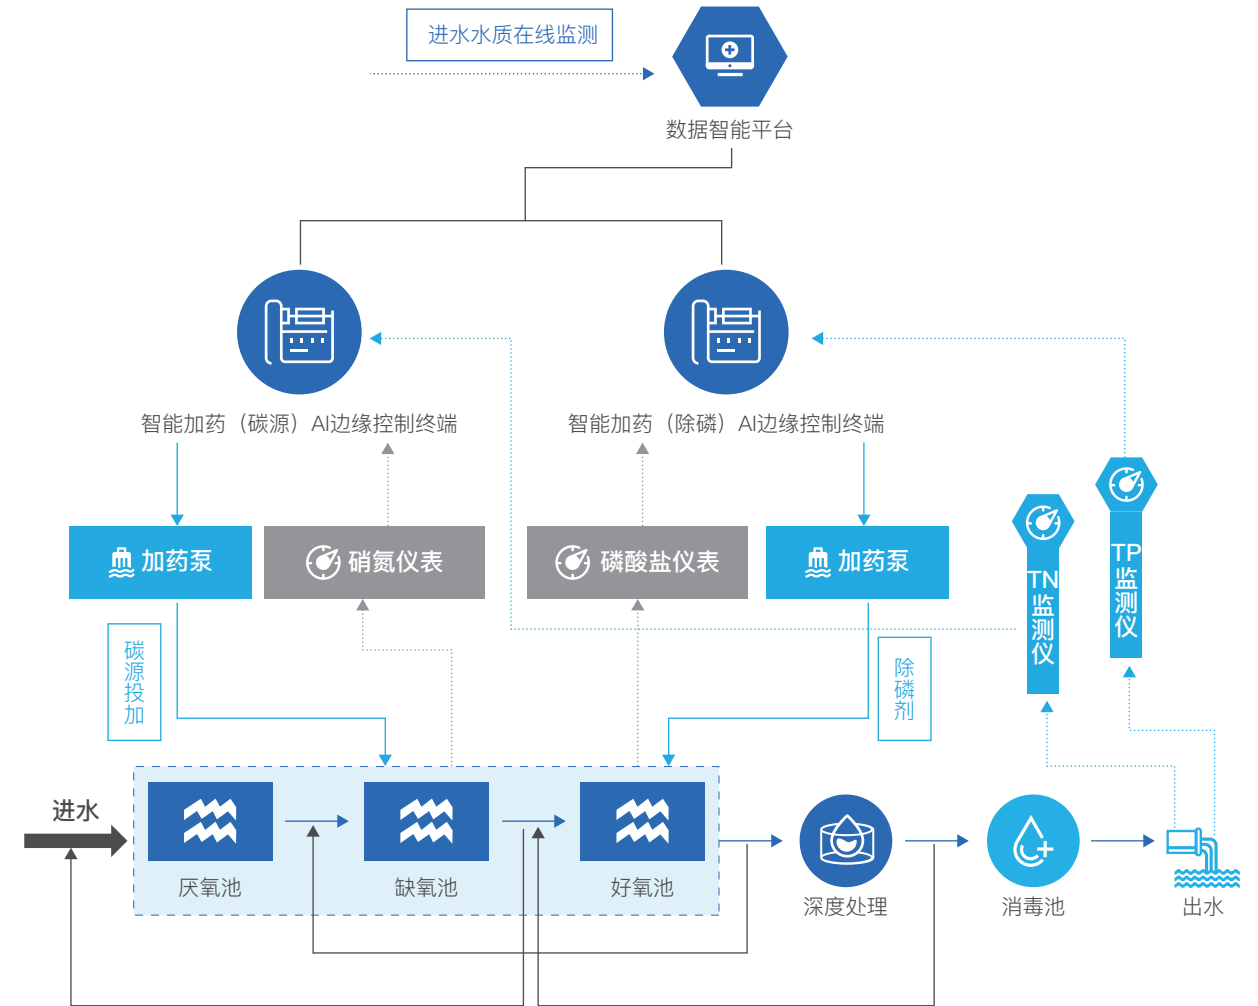 进水水质在线监测
数据智能平台
智能加药（碳源）AI边缘控制终端
智能加药（除磷）AI边缘控制终端
加药泵
硝氮仪表
磷酸盐仪表
加药泵
TN监测仪
TP监测仪
碳源投加
除磷剂
进水
厌氧池
缺氧池
好氧池
深度处理
消毒池
出水